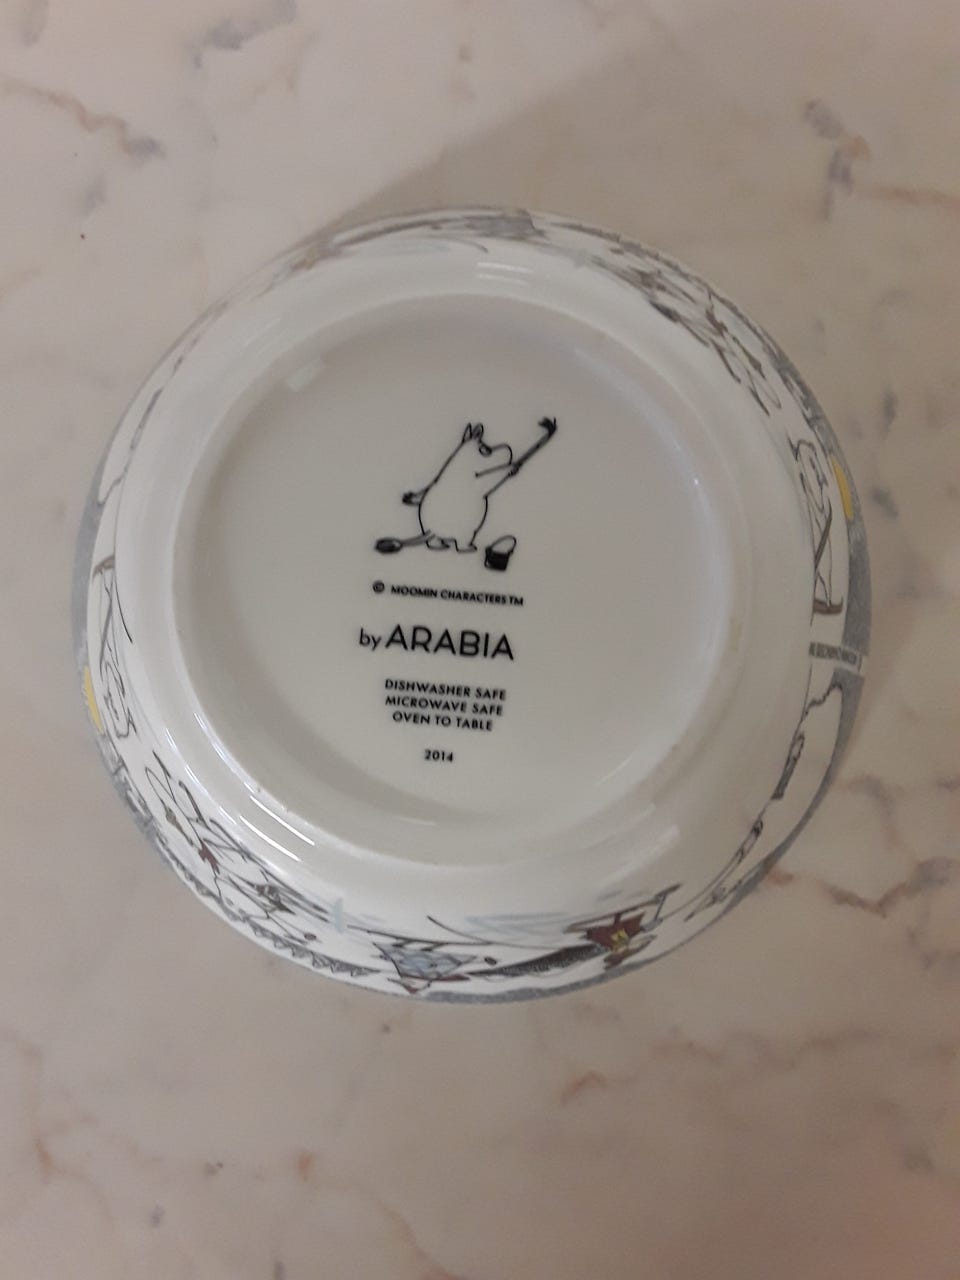 © MOOMIN CHARACTERS TM
by ARABIA
DISHWASHER SAFE
MICROWAVE SAFE
OVEN TO TABLE
2014